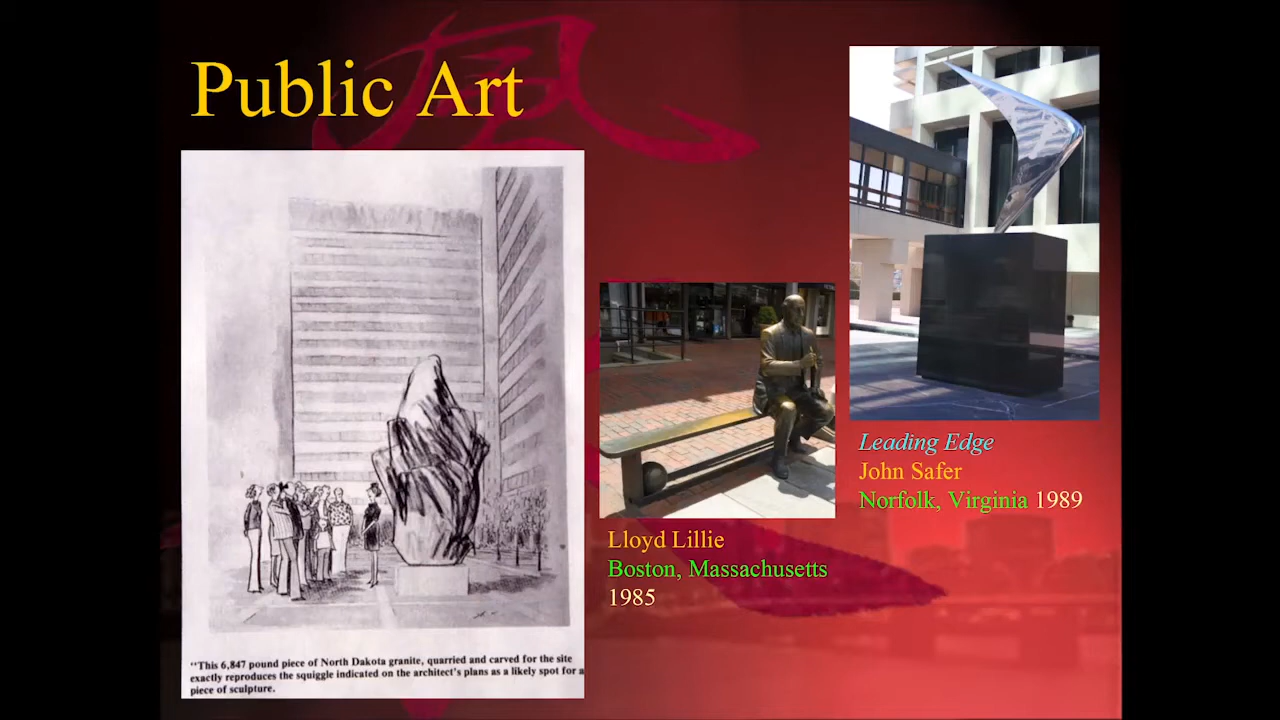 Public Art
"This 6,847 pound piece of North Dakota granite, quarried and carved for the site
exactly reproduces the squiggle indicated on the architect's plans as a likely spot for a
piece of sculpture.
Lloyd Lillie
Boston, Massachusetts
1985
Leading Edge
John Safer
Norfolk, Virginia 1989